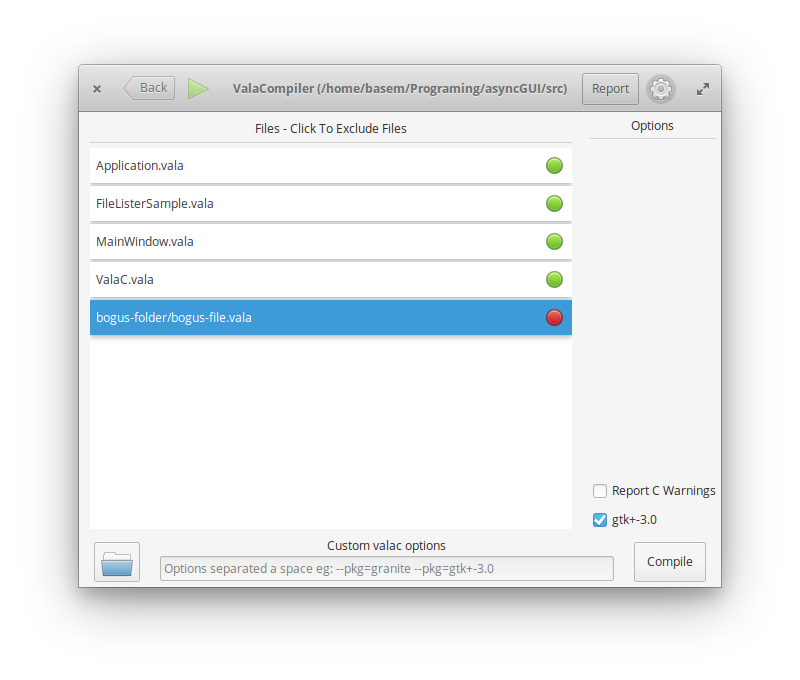 Back
ValaCompiler (/home/basem/Programing/asyncGUI/src)
Report
Files - Click To Exclude Files
Options
Application.vala
FileListerSample.vala
MainWindow.vala
ValaC.vala
bogus-folder/bogus-file.vala
Report C Warnings
gtk+-3.0
Custom valac options
Options separated a space eg: --pkg=granite --pkg=gtk+-3.0
Compile